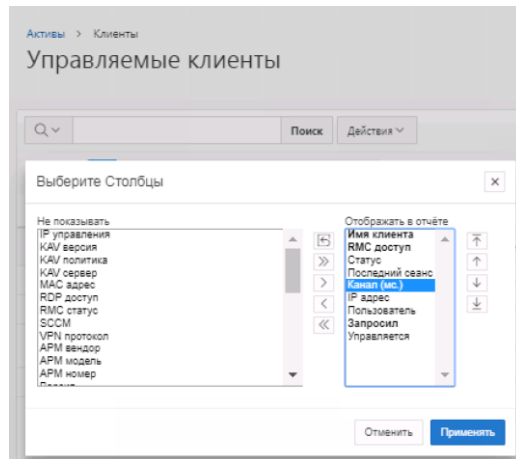 Активы > Клиенты
Управляемые клиенты
Поиск
Действия
Выберите Столбцы
Не показывать
IP управления
KAV версия
KAV политика
KAV сервер
MAC адрес
RDP доступ
RMC статус
SCCM
VPN протокол
АРМ вендор
АРМ модель
АРМ номер
Отображать в отчёте
Имя клиента
RMC доступ
Статус
Последний сеанс
Канал (мс.)
IP адрес
Пользователь
Запросил
Управляется
Отменить
Применять